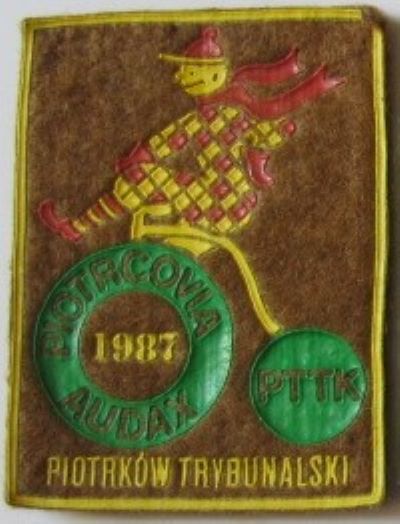 PIOTRCOVIA
1987
AUDAX
PTTK
PIOTRKÓW TRYBUNALSKI